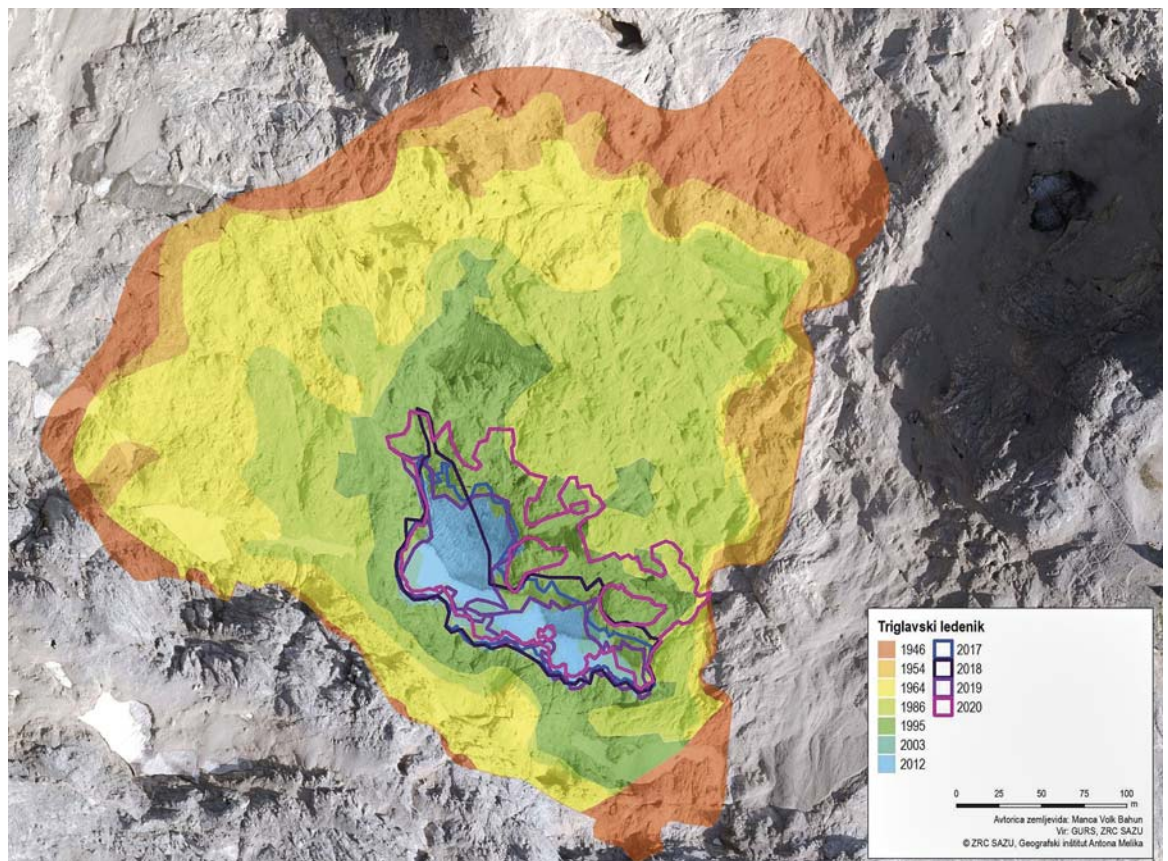 Triglavski ledenik
1946
1954
1964
1986
1995
2003
2012
2017
2018
2019
2020
0 25 50 75 100
m
Avtorica zemljevida: Manca Volk Bahun
Vir: GURS, ZRC SAZU
© ZRC SAZU, Geografski inštitut Antona Melika